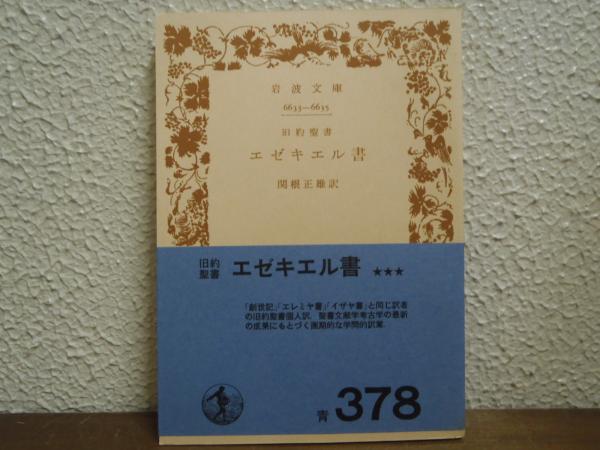 岩波文庫
6633—6635
旧約聖書
エゼキエル書
関根正雄訳
旧約
聖書
エゼキエル書 ★★★
「創世記」「エレミヤ書」「イザヤ書」と同じ訳者
の旧約聖書個人訳。聖書文献学考古学の最新
の成果にもとづく画期的な学問的訳業.
青 378